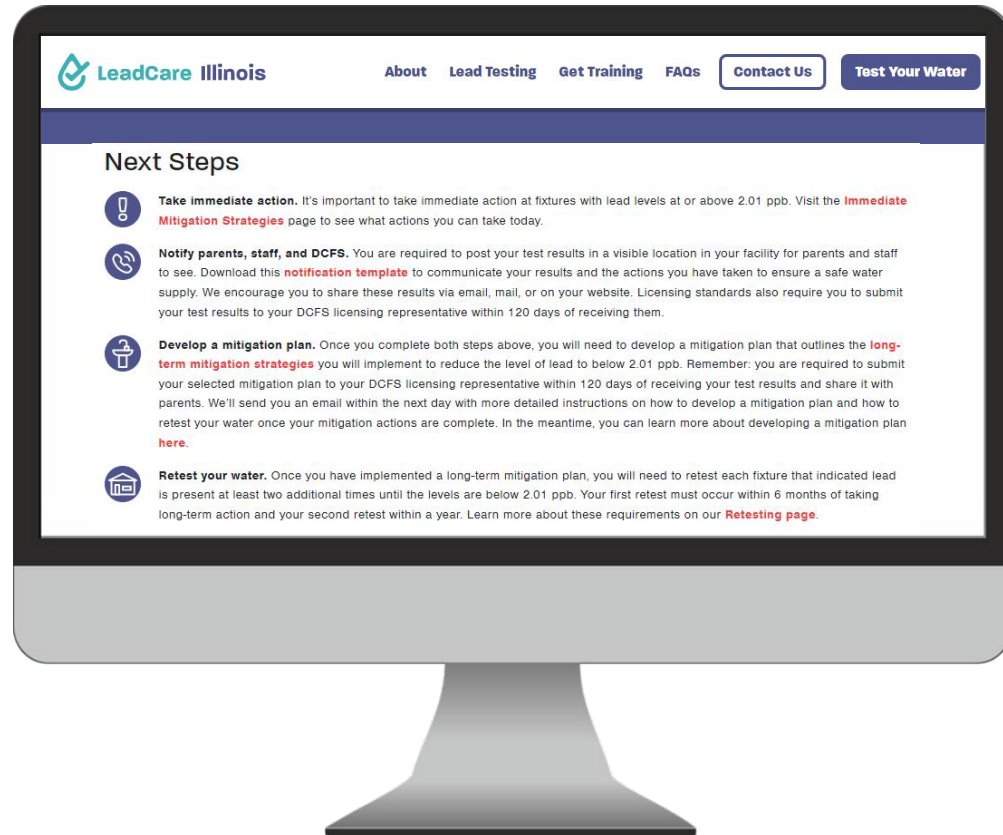 LeadCare Illinois
About Lead Testing Get Training FAQs Contact Us Test Your Water
Next Steps
Take immediate action. It's important to take immediate action at fixtures with lead levels at or above 2.01 ppb. Visit the Immediate
Mitigation Strategies page to see what actions you can take today.
Notify parents, staff, and DCFS. You are required to post your test results in a visible location in your facility for parents and staff
to see. Download this notification template to communicate your results and the actions you have taken to ensure a safe water
supply. We encourage you to share these results via email, mail, or on your website. Licensing standards also require you to submit
your test results to your DCFS licensing representative within 120 days of receiving them.
Develop a mitigation plan. Once you complete both steps above, you will need to develop a mitigation plan that outlines the long-
term mitigation strategies you will implement to reduce the level of lead to below 2.01 ppb. Remember: you are required to submit
your selected mitigation plan to your DCFS licensing representative within 120 days of receiving your test results and share it with
parents. We'll send you an email within the next day with more detailed instructions on how to develop a mitigation plan and how to
retest your water once your mitigation actions are complete. In the meantime, you can learn more about developing a mitigation plan
here.
Retest your water. Once you have implemented a long-term mitigation plan, you will need to retest each fixture that indicated lead
is present at least two additional times until the levels are below 2.01 ppb. Your first retest must occur within 6 months of taking
long-term action and your second retest within a year. Learn more about these requirements on our Retesting page.